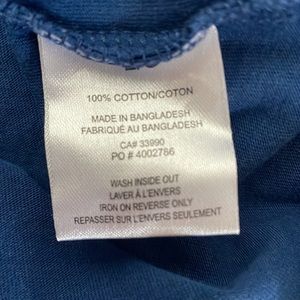 100% COTTON/COTON
MADE IN BANGLADESH
FABRIQUÉ AU BANGLADESH
CA# 33990
PO # 4002786
WASH INSIDE OUT
LAVER À L'ENVERS
IRON ON REVERSE ONLY
REPASSER SUR L'ENVERS SEULEMENT